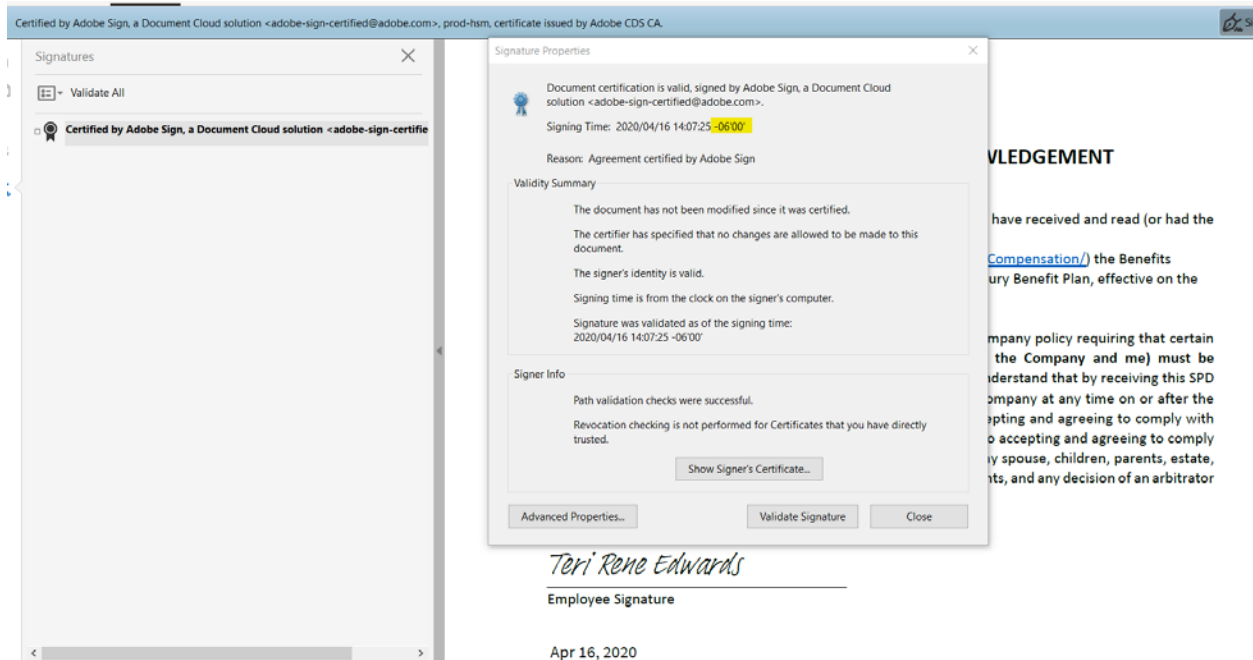 Certified by Adobe Sign, a Document Cloud solution <adobe-sign-certified@adobe.com>, prod-hsm, certificate issued by Adobe CDS CA.
Signatures
Validate All
Certified by Adobe Sign, a Document Cloud solution <adobe-sign-certifie
Signature Properties
Document certification is valid, signed by Adobe Sign, a Document Cloud
solution <adobe-sign-certified@adobe.com>.
Signing Time: 2020/04/16 14:07:25 -06'00'
Reason: Agreement certified by Adobe Sign
Validity Summary
The document has not been modified since it was certified.
The certifier has specified that no changes are allowed to be made to this
document.
The signer's identity is valid.
Signing time is from the clock on the signer's computer.
Signature was validated as of the signing time:
2020/04/16 14:07:25 -06'00'
Signer Info
Path validation checks were successful.
Revocation checking is not performed for Certificates that you have directly
trusted.
Show Signer's Certificate...
Advanced Properties...
Validate Signature
Close
WLEDGEMENT
have received and read (or had the
Compensation/) the Benefits
ury Benefit Plan, effective on the
mpany policy requiring that certain
the Company and me) must be
derstand that by receiving this SPD
ompany at any time on or after the
epting and agreeing to comply with
o accepting and agreeing to comply
y spouse, children, parents, estate,
nts, and any decision of an arbitrator
Teri Rene Edwards
Employee Signature
Apr 16, 2020